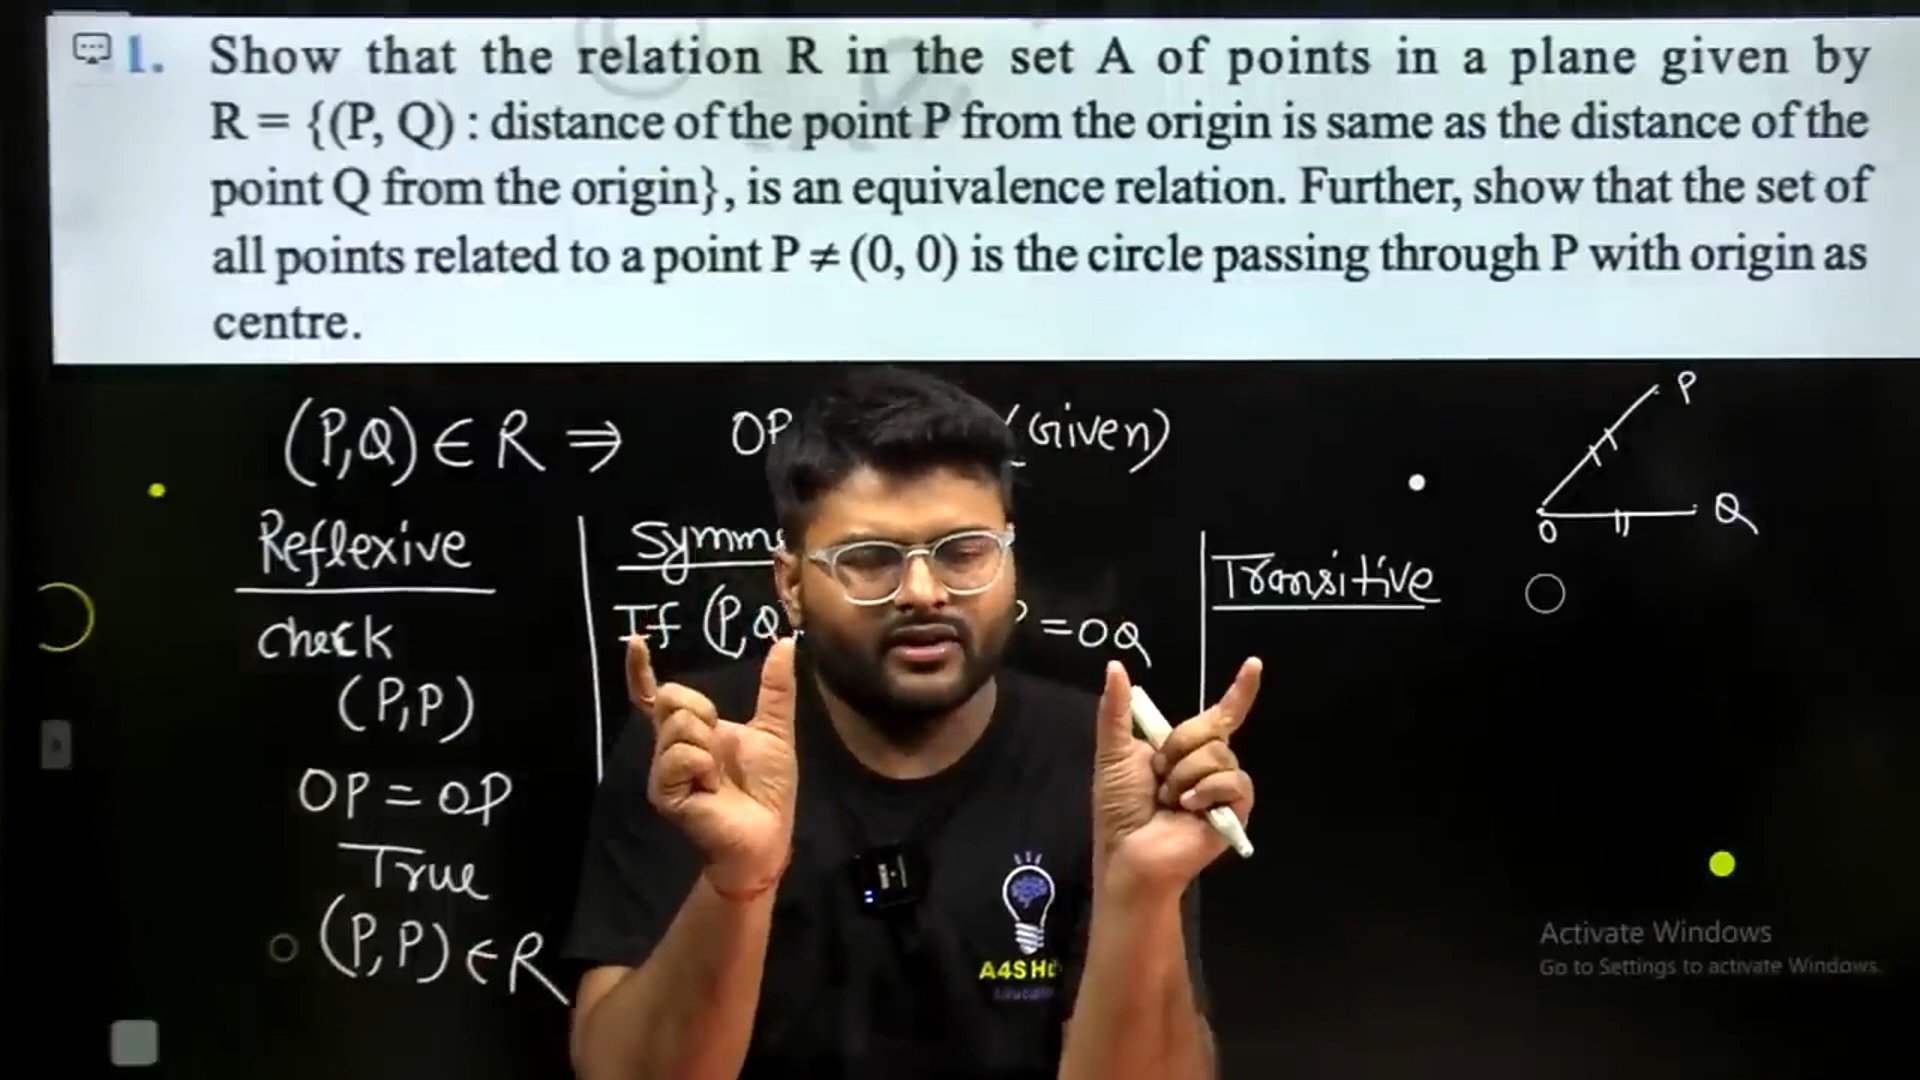 1. Show that the relation R in the set A of points in a plane given by
R = {(P, Q) : distance of the point P from the origin is same as the distance of the
point Q from the origin}, is an equivalence relation. Further, show that the set of
all points related to a point P ≠ (0, 0) is the circle passing through P with origin as
centre.
(P,Q) ∈ R ⇒ OP (Given)
P
Q
O
Reflexive
check
(P,P)
OP = OP
True
(P,P) ∈ R
Symm
If (P,Q = OQ
Transitive
A4S
Activate Windows
Go to Settings to activate Windows.